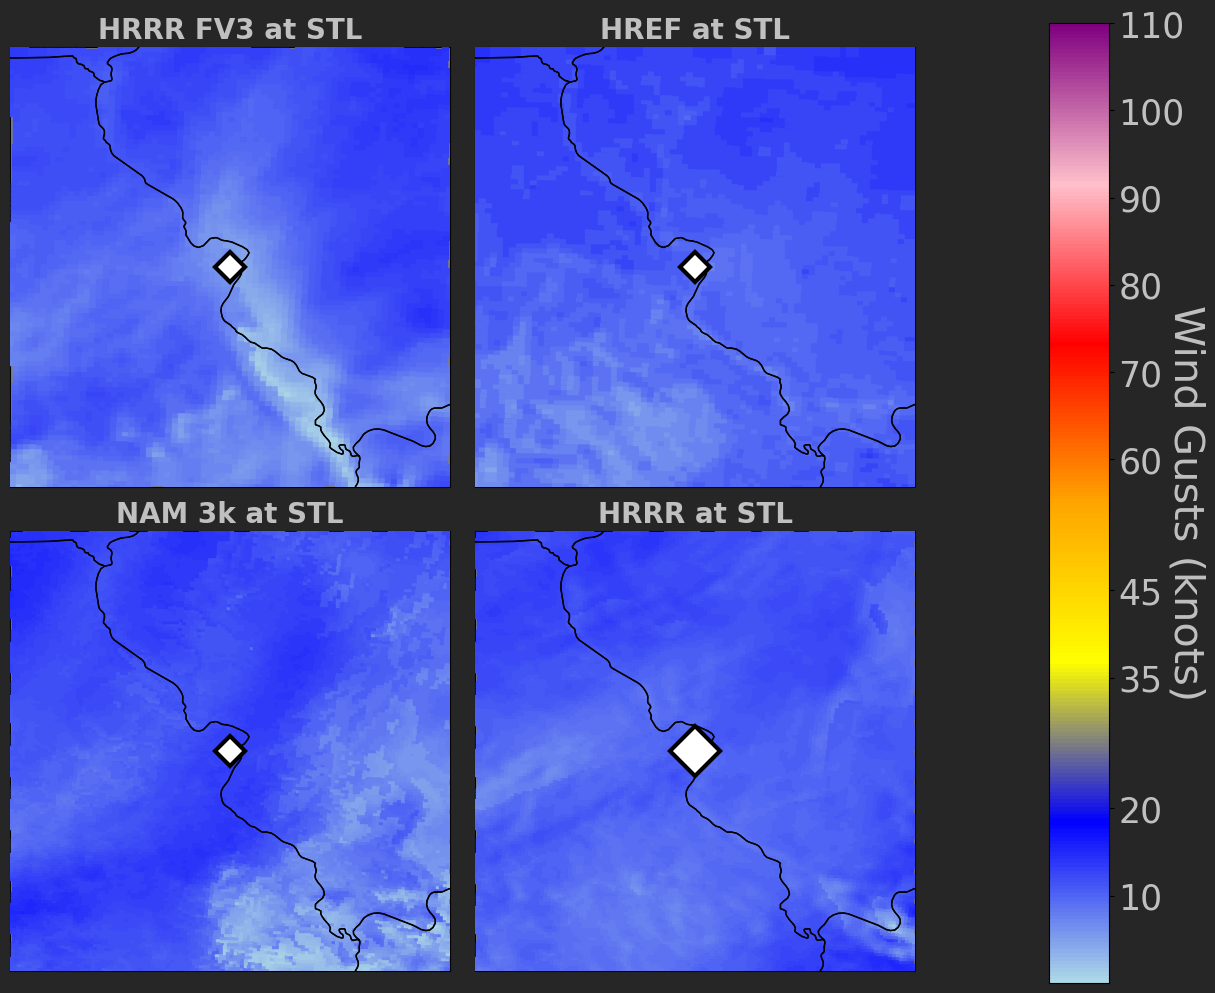 HRRR FV3 at STL
HREF at STL
NAM 3k at STL
HRRR at STL
110
100
90
80
70
60
45
35
20
10
Wind Gusts (knots)